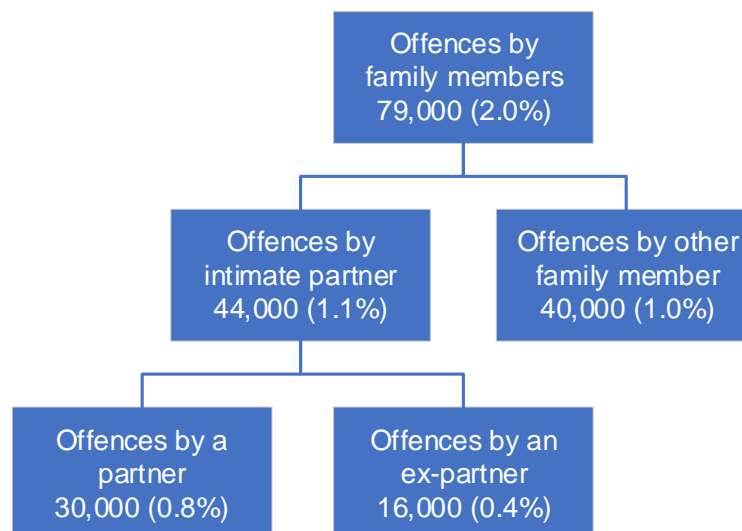 Offences by
family members
79,000 (2.0%)
Offences by
intimate partner
44,000 (1.1%)
Offences by other
family member
40,000 (1.0%)
Offences by a
partner
30,000 (0.8%)
Offences by an
ex-partner
16,000 (0.4%)